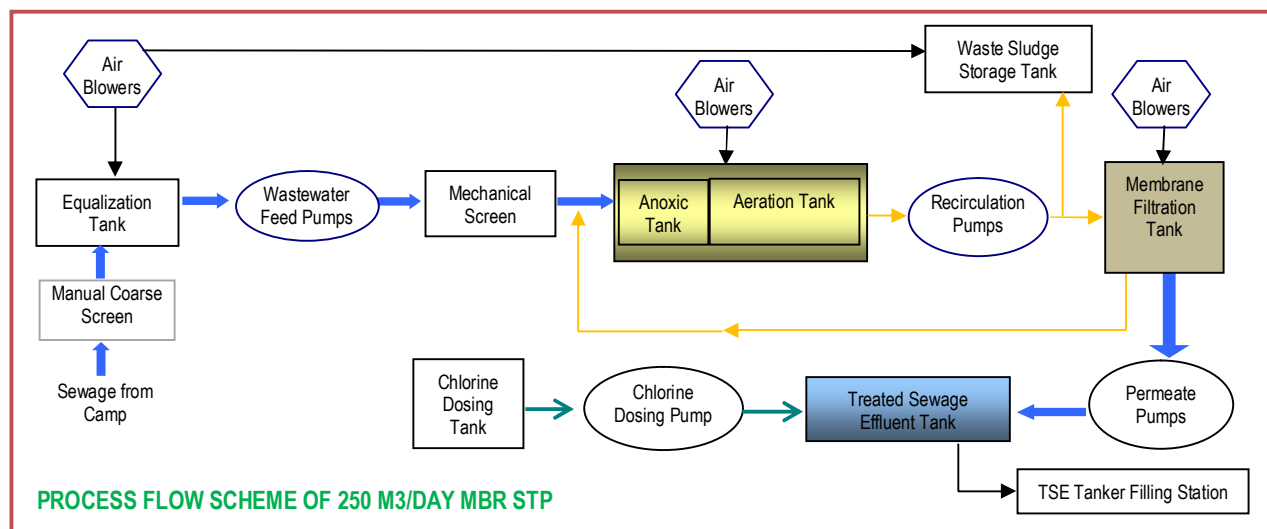 Air
Blowers
Waste Sludge
Storage Tank
Air
Blowers
Air
Blowers
Equalization
Tank
Wastewater
Feed Pumps
Mechanical
Screen
Anoxic
Tank
Aeration Tank
Recirculation
Pumps
Membrane
Filtration
Tank
Manual Coarse
Screen
Sewage from
Camp
Chlorine
Dosing
Tank
Chlorine
Dosing Pump
Treated Sewage
Effluent Tank
Permeate
Pumps
TSE Tanker Filling Station
PROCESS FLOW SCHEME OF 250 M3/DAY MBR STP